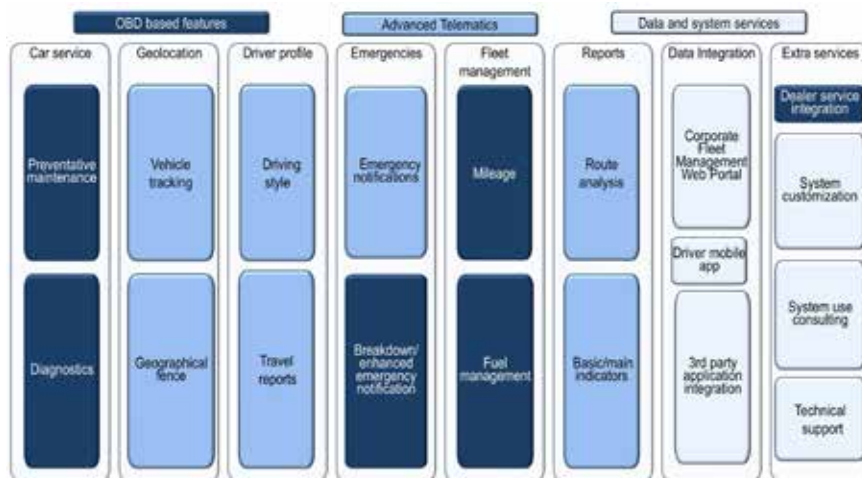 OBD based features
Advanced Telematics
Data and system services
Car service
Geolocation
Driver profile
Emergencies
Fleet
management
Reports
Data Integration
Extra services
Preventative
maintenance
Diagnostics
Vehicle
tracking
Geographical
fence
Driving
style
Travel
reports
Emergency
notifications
Breakdown/
enhanced
emergency
notification
Mileage
Fuel
management
Route
analysis
Basic/main
indicators
Corporate
Fleet
Management
Web Portal
Driver mobile
app
3rd party
application
integration
Dealer service
integration
System
customization
System use
consulting
Technical
support